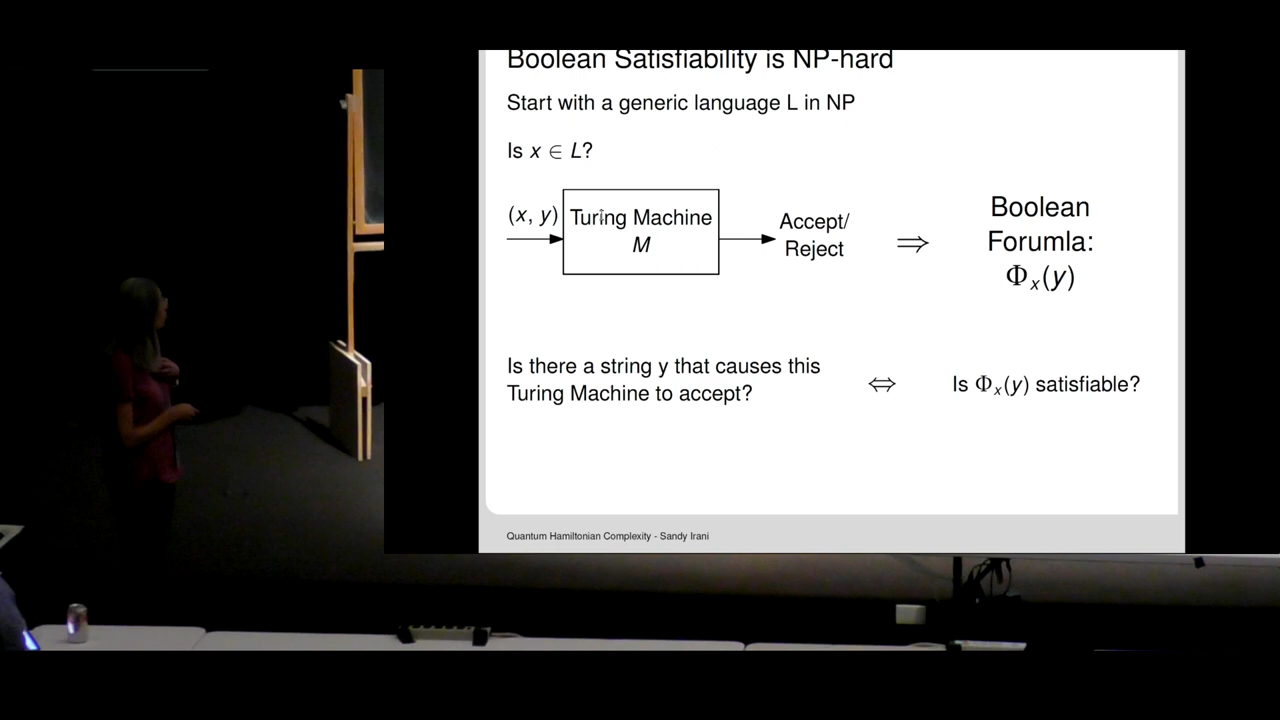 Boolean Satisfiability is NP-hard
Start with a generic language L in NP
Is x ∈ L?
(x, y)
Turing Machine
M
Accept/
Reject
⇒
Boolean
Forumla:
Φₓ(y)
Is there a string y that causes this
Turing Machine to accept?
⇔
Is Φₓ(y) satisfiable?
Quantum Hamiltonian Complexity - Sandy Irani